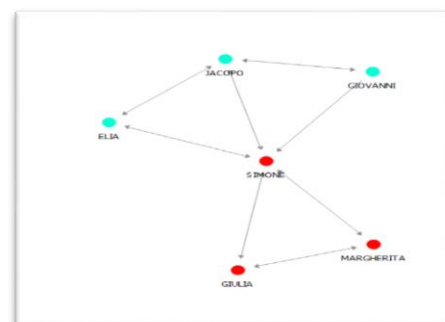 JACOPO
GIOVANNI
ELIA
SIMONE
MARGHERITA
GIULIA